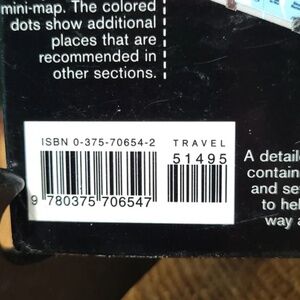 mini-map. The colored
dots show additional
places that are
recommended in
other sections.
ISBN 0-375-70654-2 TRAVEL
51495
9 780375 706547
A detail
contain
and se
to hel
way a